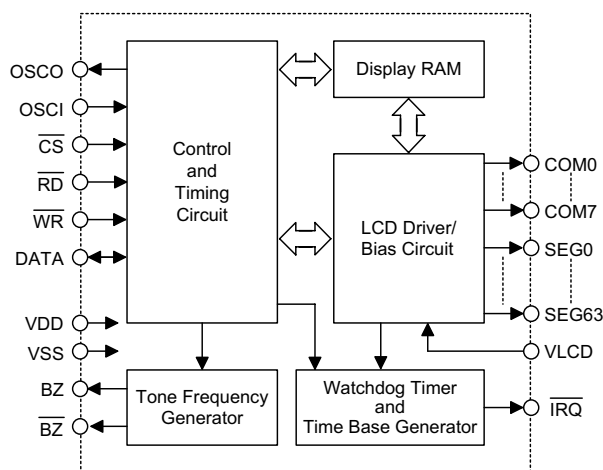 OSCO
OSCI
CS
RD
WR
DATA
VDD
VSS
BZ
BZ
Control
and
Timing
Circuit
Display RAM
LCD Driver/
Bias Circuit
Tone Frequency
Generator
Watchdog Timer
and
Time Base Generator
COM0
COM7
SEG0
SEG63
VLCD
IRQ